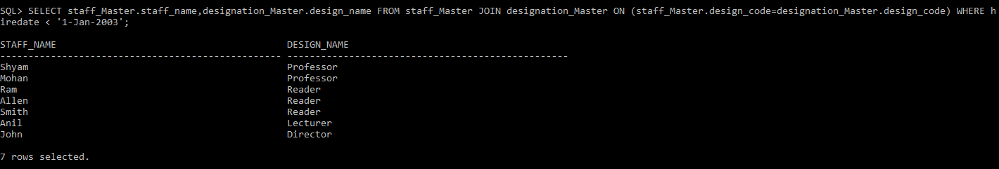 SQL> SELECT staff_Master.staff_name,designation_Master.design_name FROM staff_Master JOIN designation_Master ON (staff_Master.design_code=designation_Master.design_code) WHERE h
iredate < '1-Jan-2003';
STAFF_NAME DESIGN_NAME
-------------------------------------------------- --------------------------------------------------
Shyam Professor
Mohan Professor
Ram Reader
Allen Reader
Smith Reader
Anil Lecturer
John Director
7 rows selected.